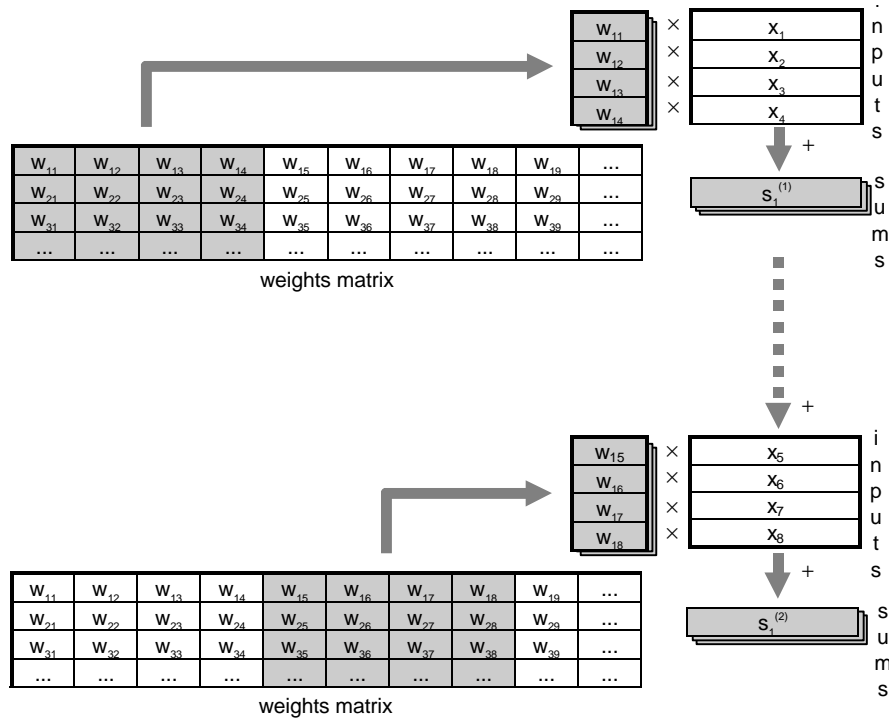 w₁₁ × x₁
w₁₂ × x₂
w₁₃ × x₃
w₁₄ × x₄
inputs
+
s₁⁽¹⁾
sums
w₁₁ w₁₂ w₁₃ w₁₄ w₁₅ w₁₆ w₁₇ w₁₈ w₁₉ ...
w₂₁ w₂₂ w₂₃ w₂₄ w₂₅ w₂₆ w₂₇ w₂₈ w₂₉ ...
w₃₁ w₃₂ w₃₃ w₃₄ w₃₅ w₃₆ w₃₇ w₃₈ w₃₉ ...
... ... ... ... ... ... ... ... ... ...
weights matrix
+
w₁₅ × x₅
w₁₆ × x₆
w₁₇ × x₇
w₁₈ × x₈
inputs
+
s₁⁽²⁾
sums
w₁₁ w₁₂ w₁₃ w₁₄ w₁₅ w₁₆ w₁₇ w₁₈ w₁₉ ...
w₂₁ w₂₂ w₂₃ w₂₄ w₂₅ w₂₆ w₂₇ w₂₈ w₂₉ ...
w₃₁ w₃₂ w₃₃ w₃₄ w₃₅ w₃₆ w₃₇ w₃₈ w₃₉ ...
... ... ... ... ... ... ... ... ... ...
weights matrix